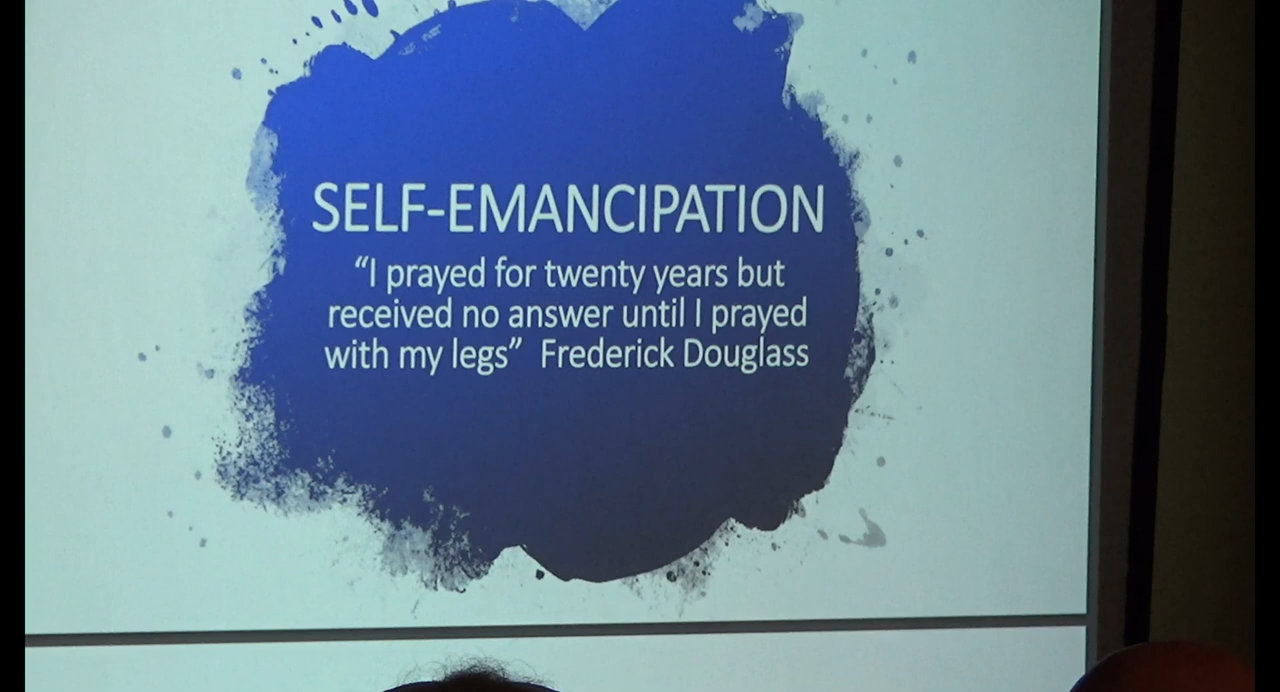 SELF-EMANCIPATION
“I prayed for twenty years but
received no answer until I prayed
with my legs”  Frederick Douglass